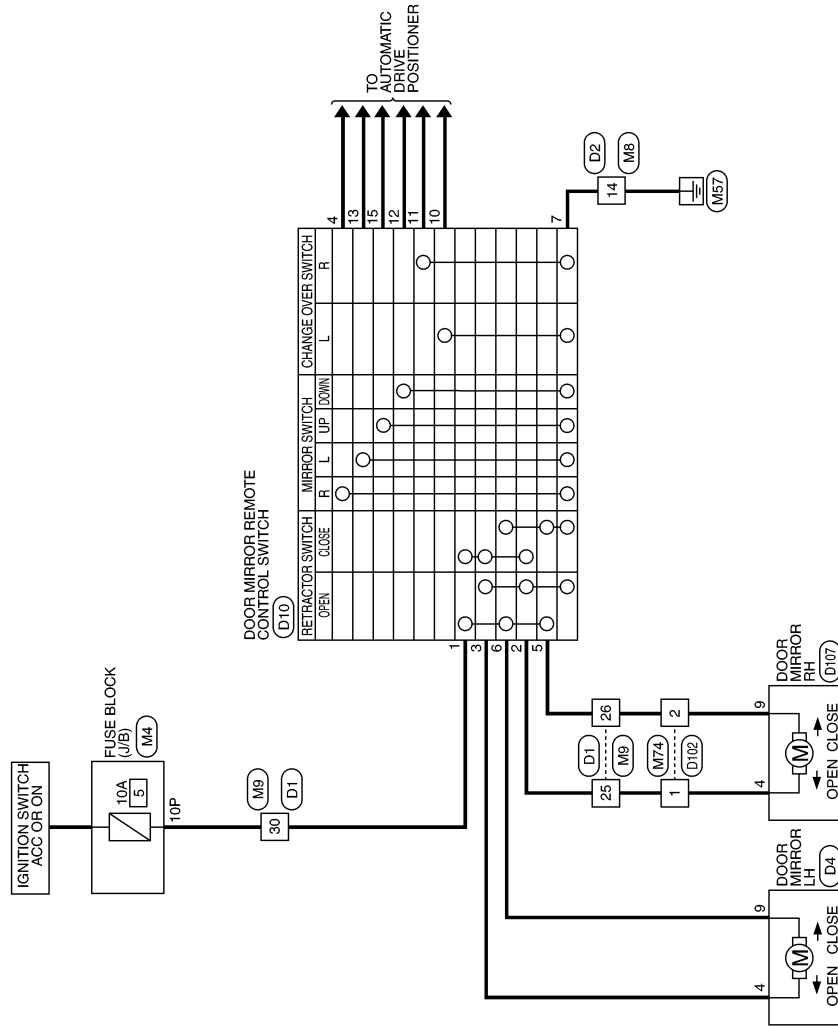 IGNITION SWITCH
ACC OR ON
FUSE BLOCK
(J/B)
M4
10A
5
10P
M9
30
D1
DOOR MIRROR REMOTE
CONTROL SWITCH
D10
RETRACTOR SWITCH
MIRROR SWITCH
CHANGE OVER SWITCH
OPEN
CLOSE
R
L
UP
DOWN
L
R
4
13
15
12
11
10
TO
AUTOMATIC
DRIVE
POSITIONER
1
3
6
2
5
7
D2
14
M8
M57
D1
25
26
M9
M74
1
2
D102
DOOR
MIRROR
LH
D4
4
9
M
OPEN
CLOSE
DOOR
MIRROR
RH
D107
4
9
M
OPEN
CLOSE